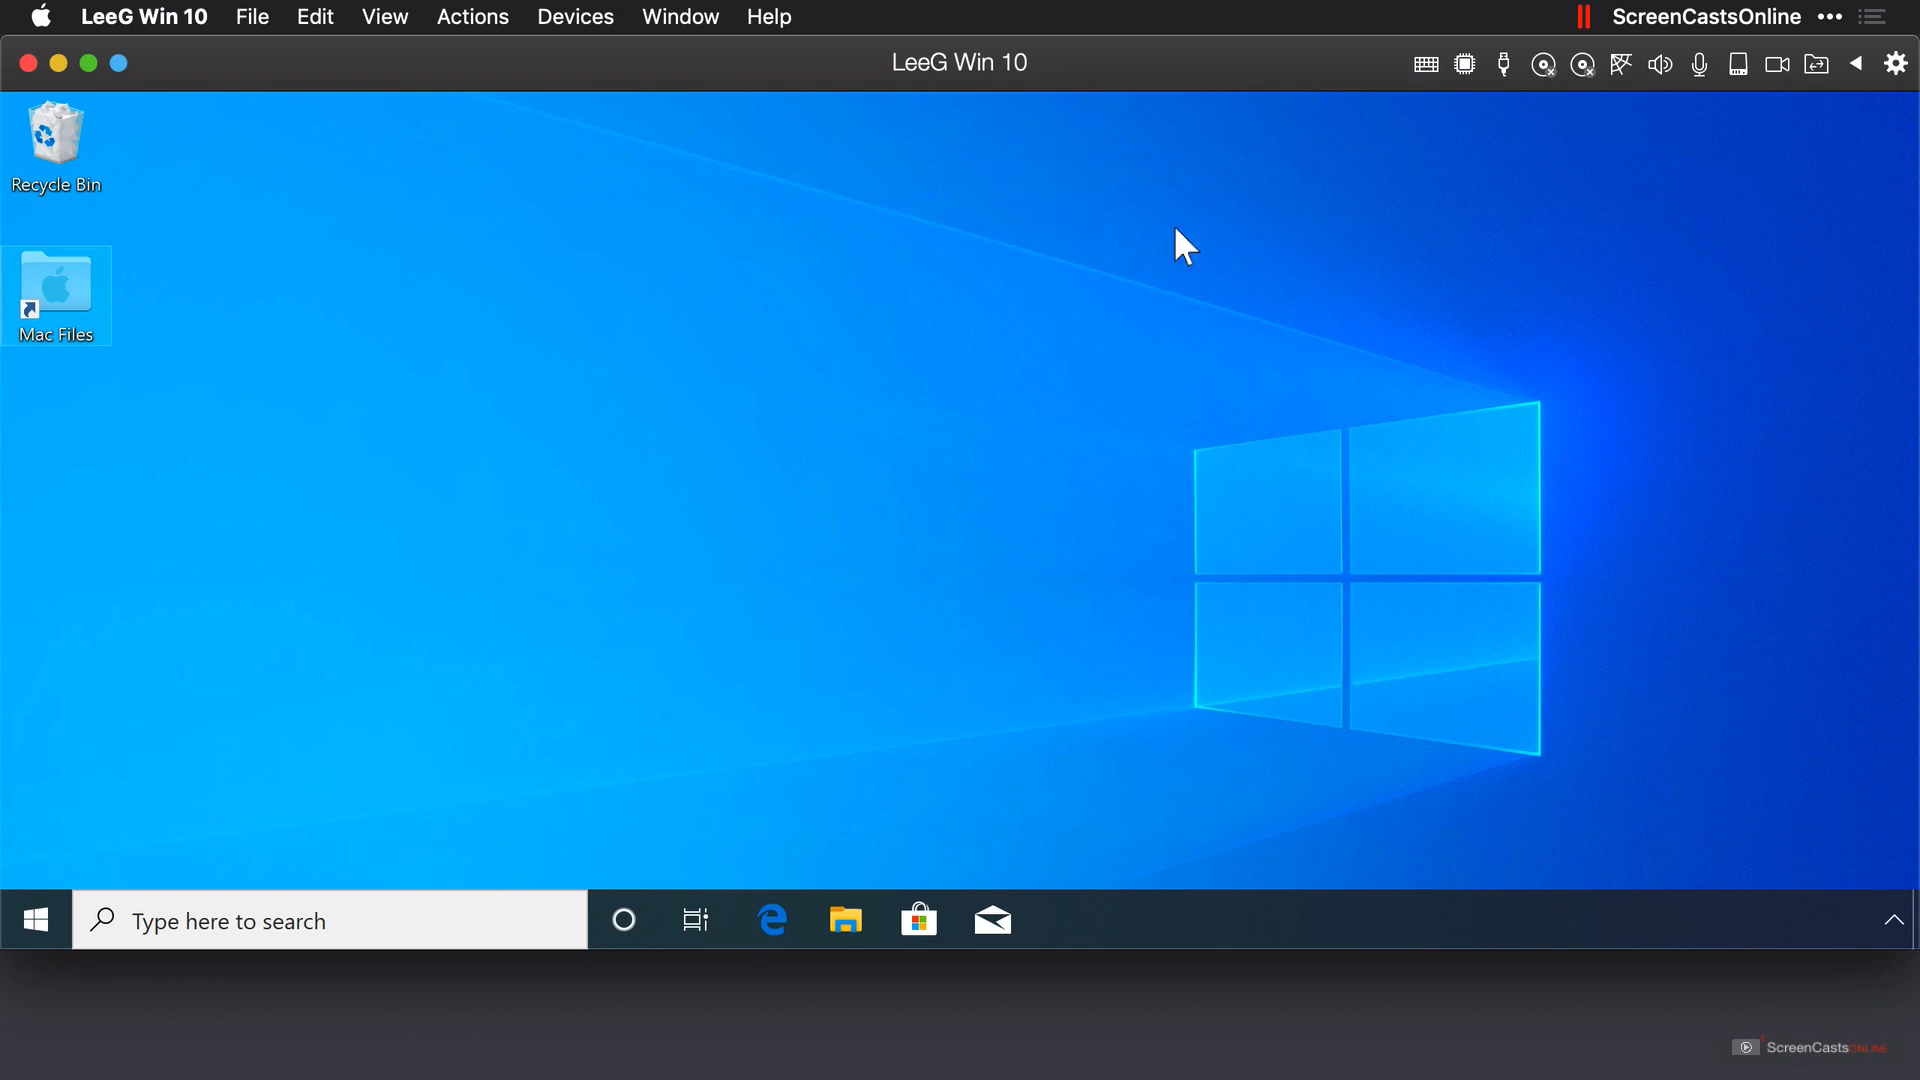 LeeG Win 10 File Edit View Actions Devices Window Help ScreenCastsOnline
LeeG Win 10
Recycle Bin
Mac Files
Type here to search
ScreenCastsONLINE